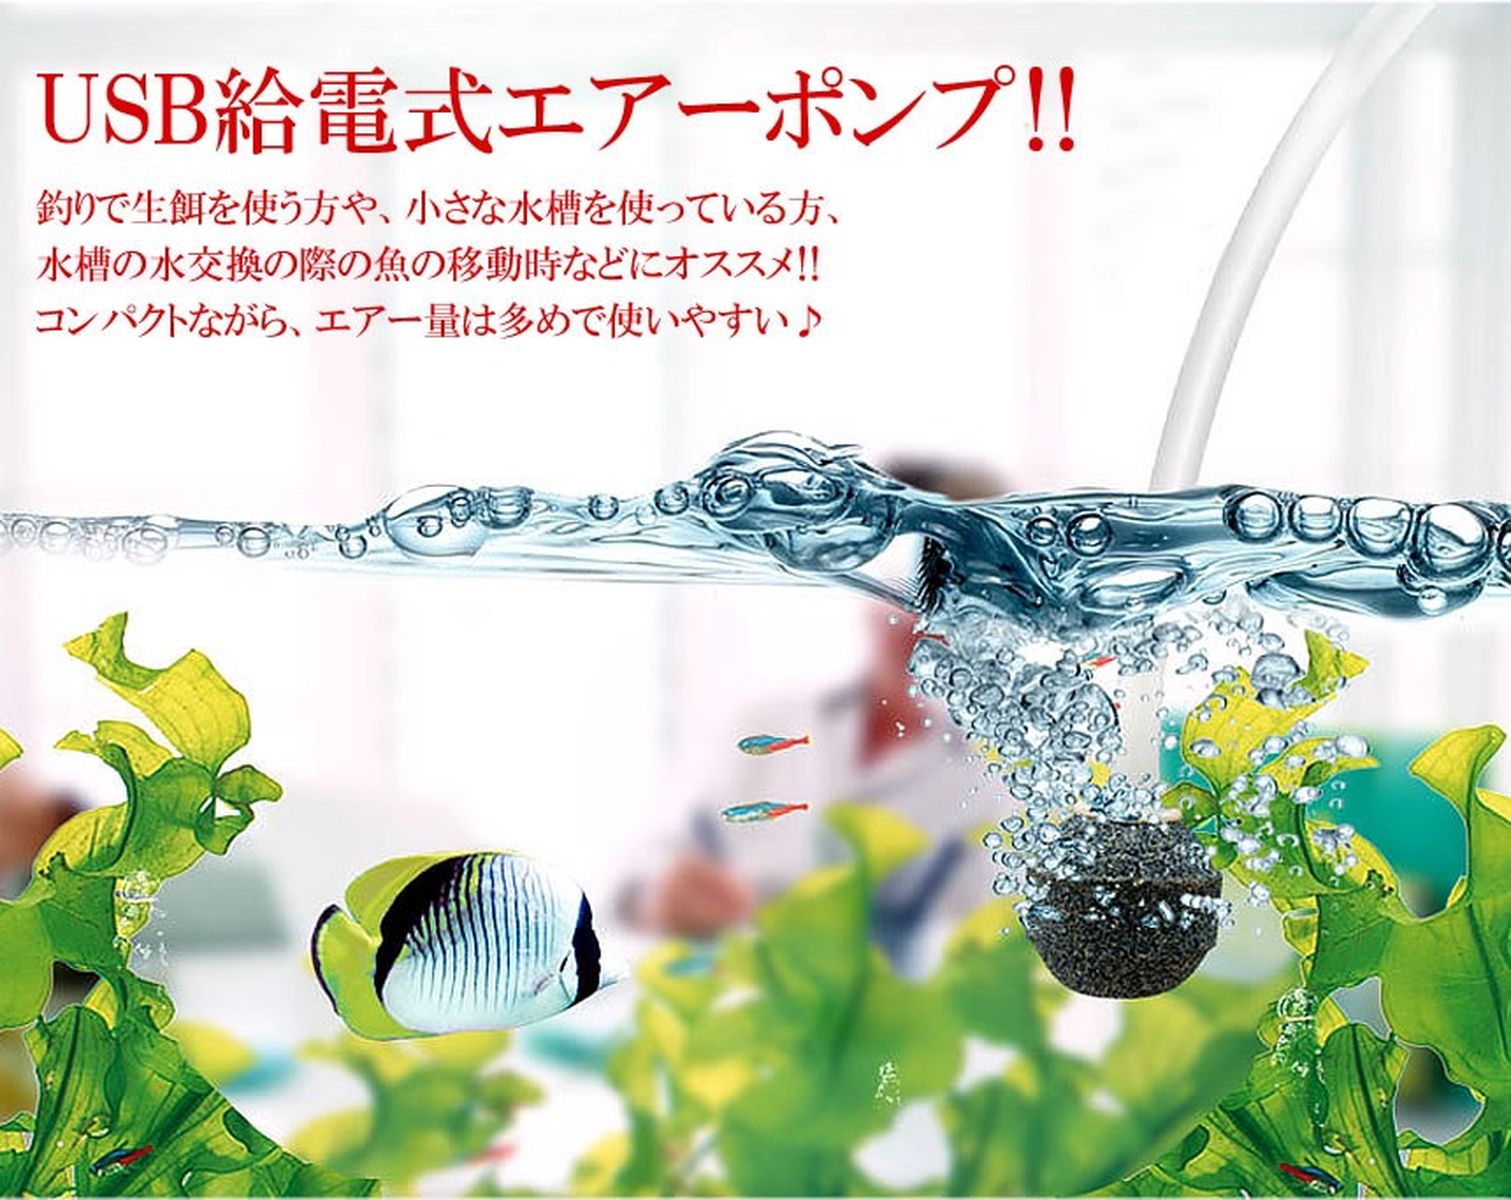 USB給電式エアーポンプ!!
釣りで生餌を使う方や、小さな水槽を使っている方、
水槽の水交換の際の魚の移動時などにオススメ!!
コンパクトながら、エアー量は多めで使いやすい♪